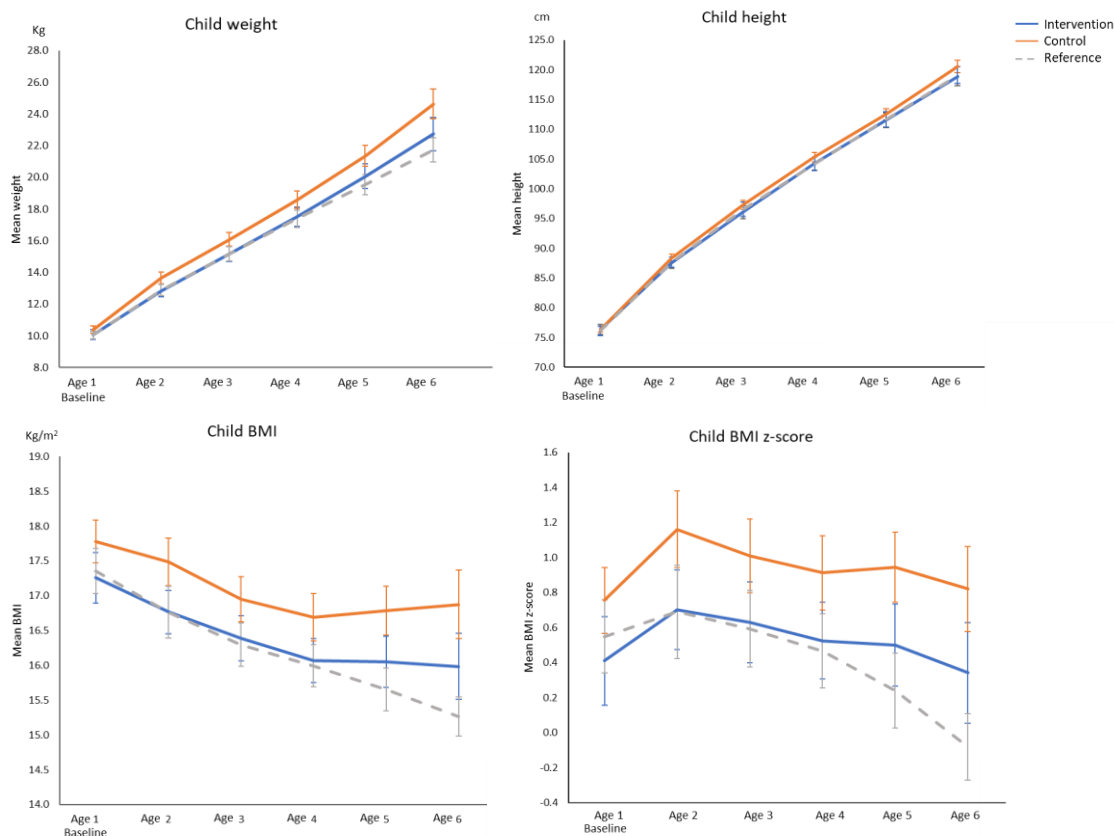 Child weight
Kg
Mean weight
28.0
26.0
24.0
22.0
20.0
18.0
16.0
14.0
12.0
10.0
8.0
Age 1 Age 2 Age 3 Age 4 Age 5 Age 6
Baseline
Child height
cm
Mean height
125.0
120.0
115.0
110.0
105.0
100.0
95.0
90.0
85.0
80.0
75.0
70.0
Age 1 Age 2 Age 3 Age 4 Age 5 Age 6
Baseline
Intervention
Control
Reference
Child BMI
Kg/m²
Mean BMI
19.0
18.5
18.0
17.5
17.0
16.5
16.0
15.5
15.0
14.5
14.0
Age 1 Age 2 Age 3 Age 4 Age 5 Age 6
Baseline
Child BMI z-score
Mean BMI z-score
1.6
1.4
1.2
1.0
0.8
0.6
0.4
0.2
0.0
-0.2
-0.4
Age 1 Age 2 Age 3 Age 4 Age 5 Age 6
Baseline